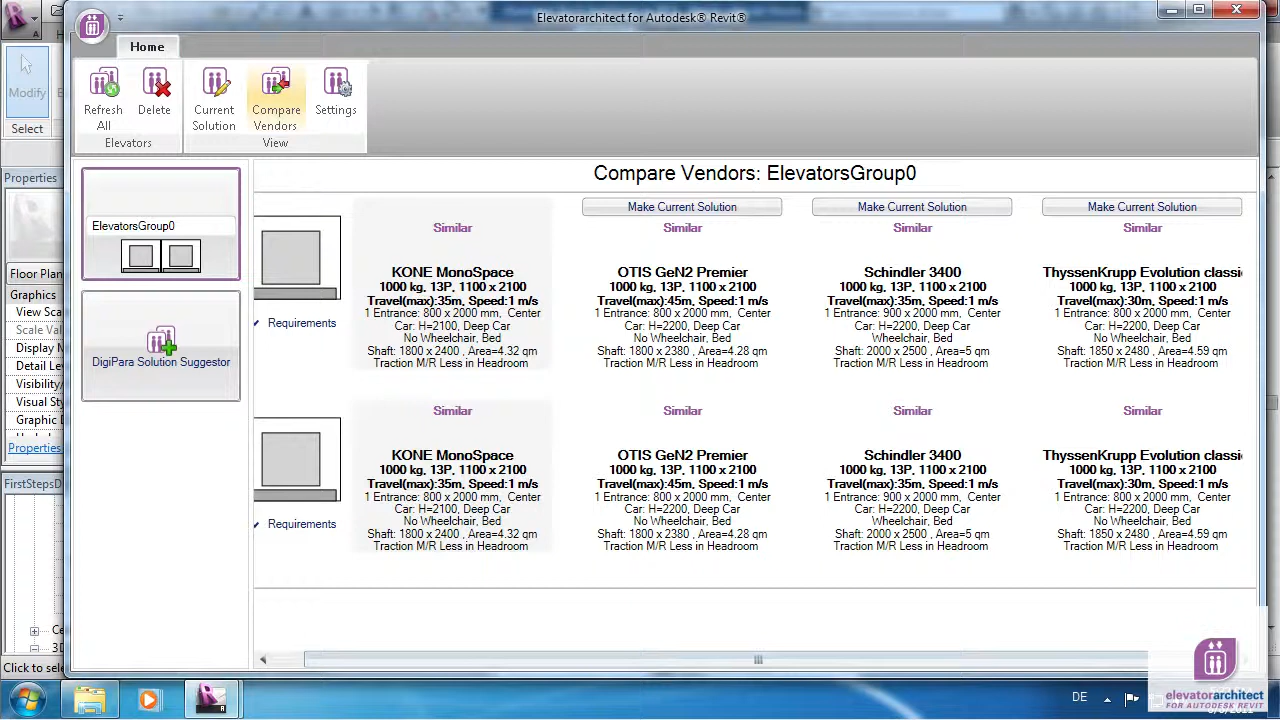 Elevatorarchitect for Autodesk® Revit®
Home
Modify
Select
Refresh All
Delete
Current Solution
Compare Vendors
Settings
Elevators
View
Properties
Floor Plan
Graphics
View Sca
Scale Val
Display M
Detail Lev
Visibility/
Visual Sty
Graphic D
Properties
FirstStepsD
Ce
3D
Click to sele
ElevatorsGroup0
DigiPara Solution Suggestor
Compare Vendors: ElevatorsGroup0
Make Current Solution
Make Current Solution
Make Current Solution
Requirements
Similar
KONE MonoSpace
1000 kg, 13P, 1100 x 2100
Travel(max):35m, Speed:1 m/s
1 Entrance: 800 x 2000 mm, Center
Car: H=2100, Deep Car
No Wheelchair, Bed
Shaft: 1800 x 2400 , Area=4.32 qm
Traction M/R Less in Headroom
Similar
OTIS GeN2 Premier
1000 kg, 13P, 1100 x 2100
Travel(max):45m, Speed:1 m/s
1 Entrance: 800 x 2000 mm, Center
Car: H=2200, Deep Car
No Wheelchair, Bed
Shaft: 1800 x 2380 , Area=4.28 qm
Traction M/R Less in Headroom
Similar
Schindler 3400
1000 kg, 13P, 1100 x 2100
Travel(max):35m, Speed:1 m/s
1 Entrance: 900 x 2000 mm, Center
Car: H=2200, Deep Car
Wheelchair, Bed
Shaft: 2000 x 2500 , Area=5 qm
Traction M/R Less in Headroom
Similar
ThyssenKrupp Evolution classi
1000 kg, 13P, 1100 x 2100
Travel(max):30m, Speed:1 m/s
1 Entrance: 800 x 2000 mm, Center
Car: H=2200, Deep Car
No Wheelchair, Bed
Shaft: 1850 x 2480 , Area=4.59 qm
Traction M/R Less in Headroom
Requirements
Similar
KONE MonoSpace
1000 kg, 13P, 1100 x 2100
Travel(max):35m, Speed:1 m/s
1 Entrance: 800 x 2000 mm, Center
Car: H=2100, Deep Car
No Wheelchair, Bed
Shaft: 1800 x 2400 , Area=4.32 qm
Traction M/R Less in Headroom
Similar
OTIS GeN2 Premier
1000 kg, 13P, 1100 x 2100
Travel(max):45m, Speed:1 m/s
1 Entrance: 800 x 2000 mm, Center
Car: H=2200, Deep Car
No Wheelchair, Bed
Shaft: 1800 x 2380 , Area=4.28 qm
Traction M/R Less in Headroom
Similar
Schindler 3400
1000 kg, 13P, 1100 x 2100
Travel(max):35m, Speed:1 m/s
1 Entrance: 900 x 2000 mm, Center
Car: H=2200, Deep Car
Wheelchair, Bed
Shaft: 2000 x 2500 , Area=5 qm
Traction M/R Less in Headroom
Similar
ThyssenKrupp Evolution classi
1000 kg, 13P, 1100 x 2100
Travel(max):30m, Speed:1 m/s
1 Entrance: 800 x 2000 mm, Center
Car: H=2200, Deep Car
No Wheelchair, Bed
Shaft: 1850 x 2480 , Area=4.59 qm
Traction M/R Less in Headroom
DE
elevatorarchitect
FOR AUTODESK REVIT